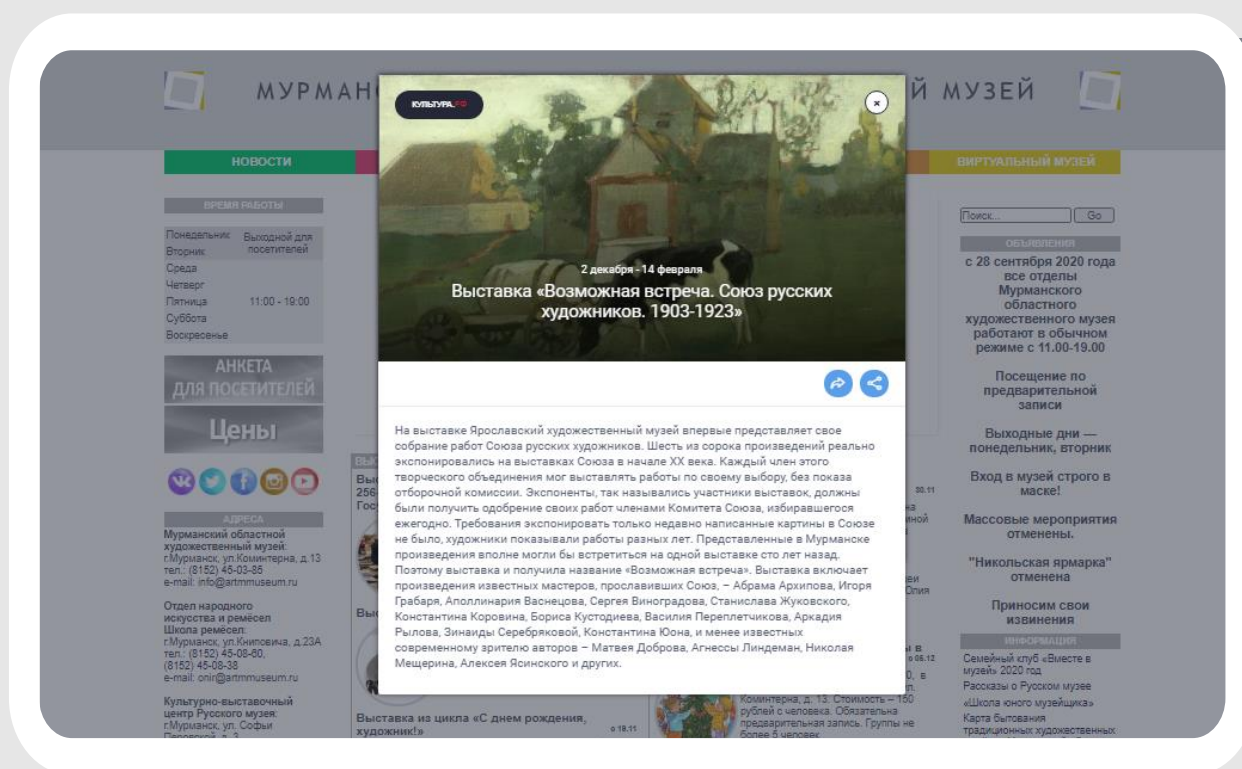 МУРМАН
Й МУЗЕЙ
КУЛЬТУРА.РФ
×
НОВОСТИ
ВИРТУАЛЬНЫЙ МУЗЕЙ
ВРЕМЯ РАБОТЫ
Понедельник
Вторник
Выходной для
посетителей
Среда
Четверг
Пятница 11:00 - 19:00
Суббота
Воскресенье
АНКЕТА
ДЛЯ ПОСЕТИТЕЛЕЙ
Цены
АДРЕСА
Мурманский областной
художественный музей:
г.Мурманск, ул.Коминтерна, д.13
тел.: (8152) 45-03-85
e-mail: info@artmmuseum.ru
Отдел народного
искусства и ремёсел
Школа ремёсел:
г.Мурманск, ул.Книповича, д.23А
тел.: (8152) 45-08-60,
(8152) 45-08-38
e-mail: onir@artmmuseum.ru
Культурно-выставочный
центр Русского музея:
г.Мурманск, ул. Софьи
Перовской, д. 3
2 декабря - 14 февраля
Выставка «Возможная встреча. Союз русских
художников. 1903-1923»
На выставке Ярославский художественный музей впервые представляет свое
собрание работ Союза русских художников. Шесть из сорока произведений реально
экспонировались на выставках Союза в начале XX века. Каждый член этого
творческого объединения мог выставлять работы по своему выбору, без показа
отборочной комиссии. Экспоненты, так назывались участники выставок, должны
были получить одобрение своих работ членами Комитета Союза, избиравшегося
ежегодно. Требования экспонировать только недавно написанные картины в Союзе
не было, художники показывали работы разных лет. Представленные в Мурманске
произведения вполне могли бы встретиться на одной выставке сто лет назад.
Поэтому выставка и получила название «Возможная встреча». Выставка включает
произведения известных мастеров, прославивших Союз, – Абрама Архипова, Игоря
Грабаря, Аполлинария Васнецова, Сергея Виноградова, Станислава Жуковского,
Константина Коровина, Бориса Кустодиева, Василия Переплетчикова, Аркадия
Рылова, Зинаиды Серебряковой, Константина Юона, и менее известных
современному зрителю авторов – Матвея Доброва, Агнессы Линдеман, Николая
Мещерина, Алексея Ясинского и других.
Выставка из цикла «С днем рождения,
художник!»
с 18.11
Коминтерна, д. 13. Стоимость – 150
рублей с человека. Обязательна
предварительная запись. Группы не
более 5 человек
Поиск... Go
ОБЪЯВЛЕНИЯ
с 28 сентября 2020 года
все отделы
Мурманского
областного
художественного музея
работают в обычном
режиме с 11.00-19.00
Посещение по
предварительной
записи
Выходные дни —
понедельник, вторник
Вход в музей строго в
маске!
Массовые мероприятия
отменены.
"Никольская ярмарка"
отменена
Приносим свои
извинения
ИНФОРМАЦИЯ
Семейный клуб «Вместе в
музей» 2020 год
Рассказы о Русском музее
«Школа юного музейщика»
Карта бытования
традиционных художественных